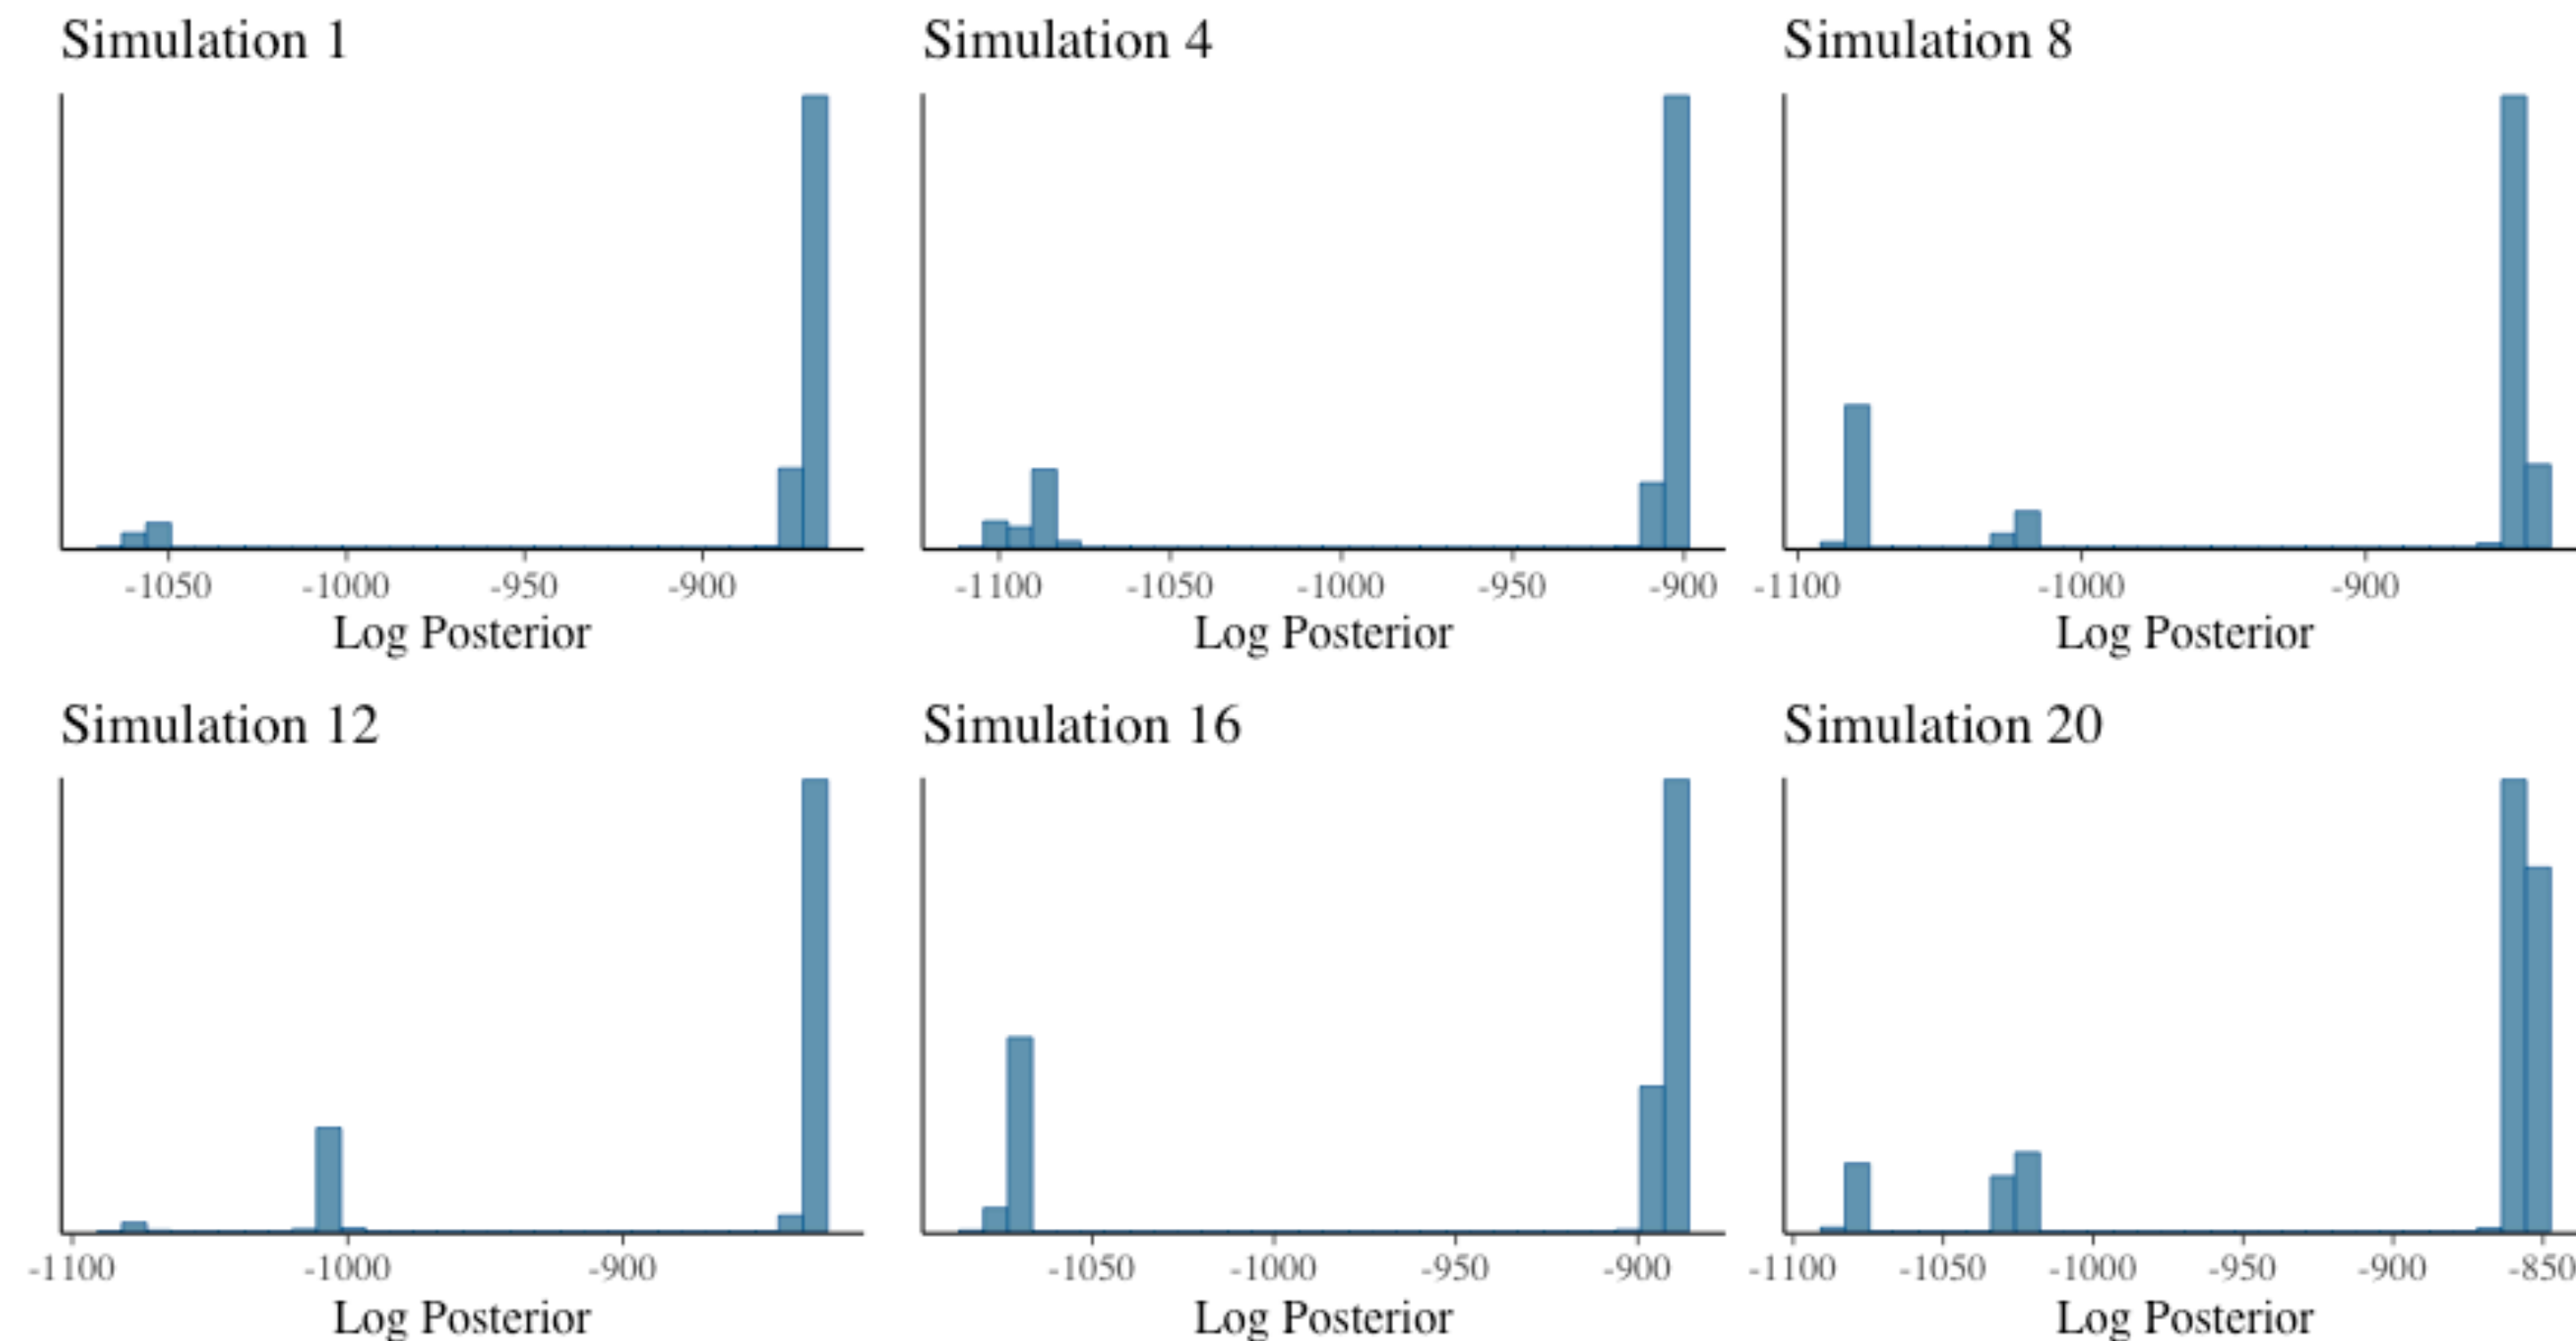 Simulation 1
Simulation 4
Simulation 8
-1050 -1000 -950 -900
-1100 -1050 -1000 -950 -900
-1100 -1000 -900
Log Posterior
Log Posterior
Log Posterior
Simulation 12
Simulation 16
Simulation 20
-1100 -1000 -900
-1050 -1000 -950 -900
-1100 -1050 -1000 -950 -900 -850
Log Posterior
Log Posterior
Log Posterior